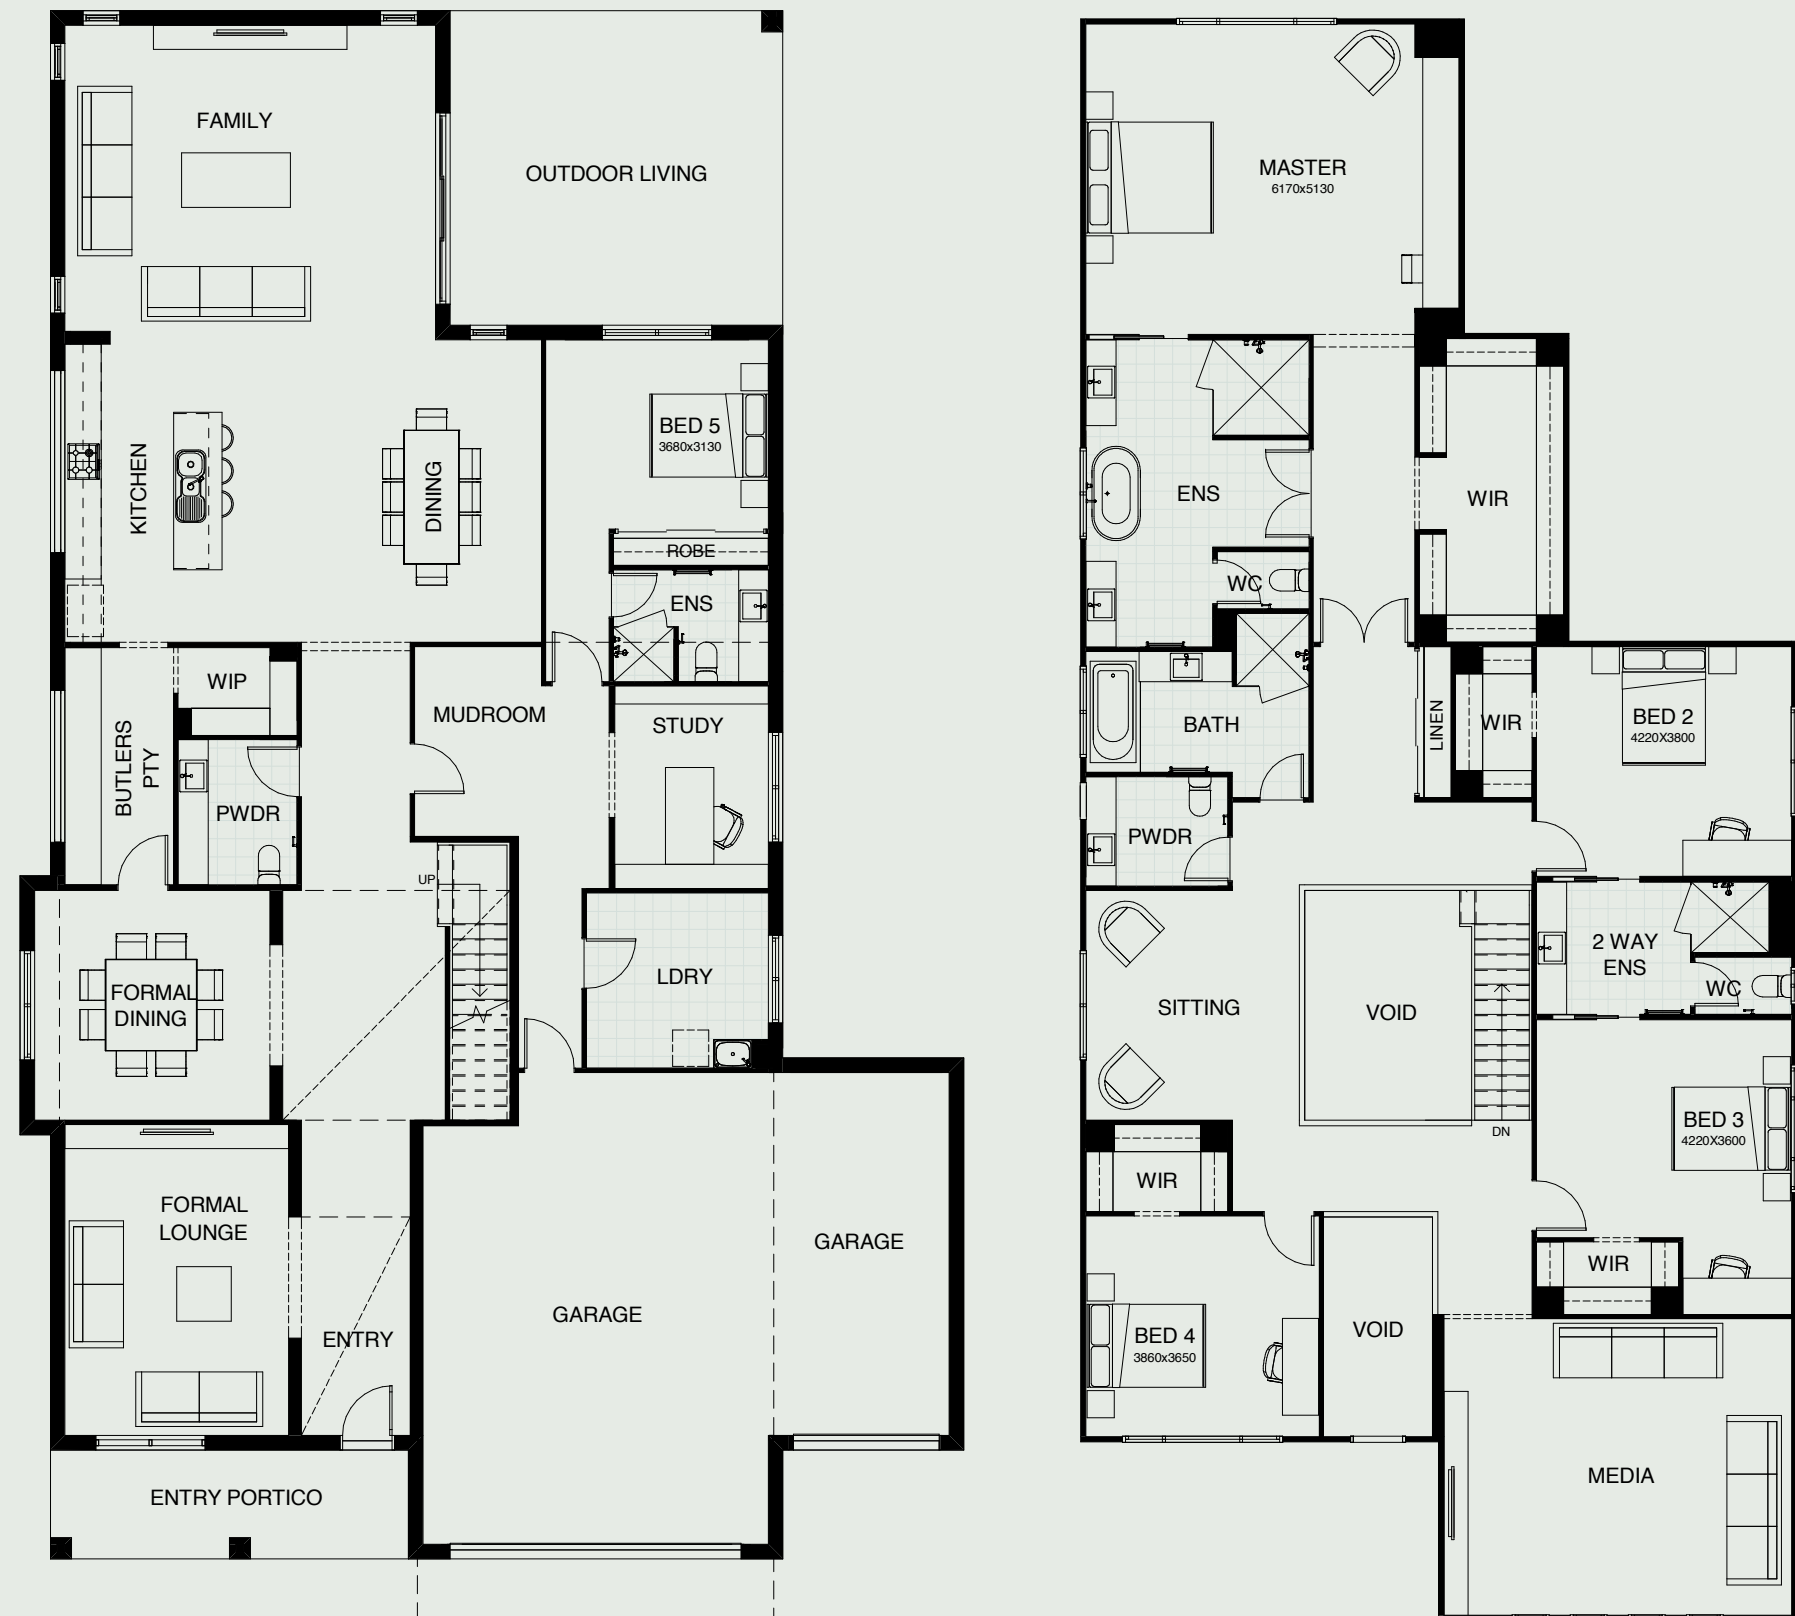 FAMILY
OUTDOOR LIVING
KITCHEN
DINING
BED 5
3680x3130
ROBE
ENS
WIP
MUDROOM
STUDY
BUTLERS
PTY
PWDR
UP
LDRY
FORMAL
DINING
FORMAL
LOUNGE
ENTRY
GARAGE
GARAGE
ENTRY PORTICO
MASTER
6170x5130
ENS
WIR
WC
BATH
LINEN
WIR
BED 2
4220X3800
PWDR
2 WAY
ENS
WC
SITTING
VOID
DN
BED 3
4220X3600
WIR
WIR
BED 4
3860x3650
VOID
MEDIA